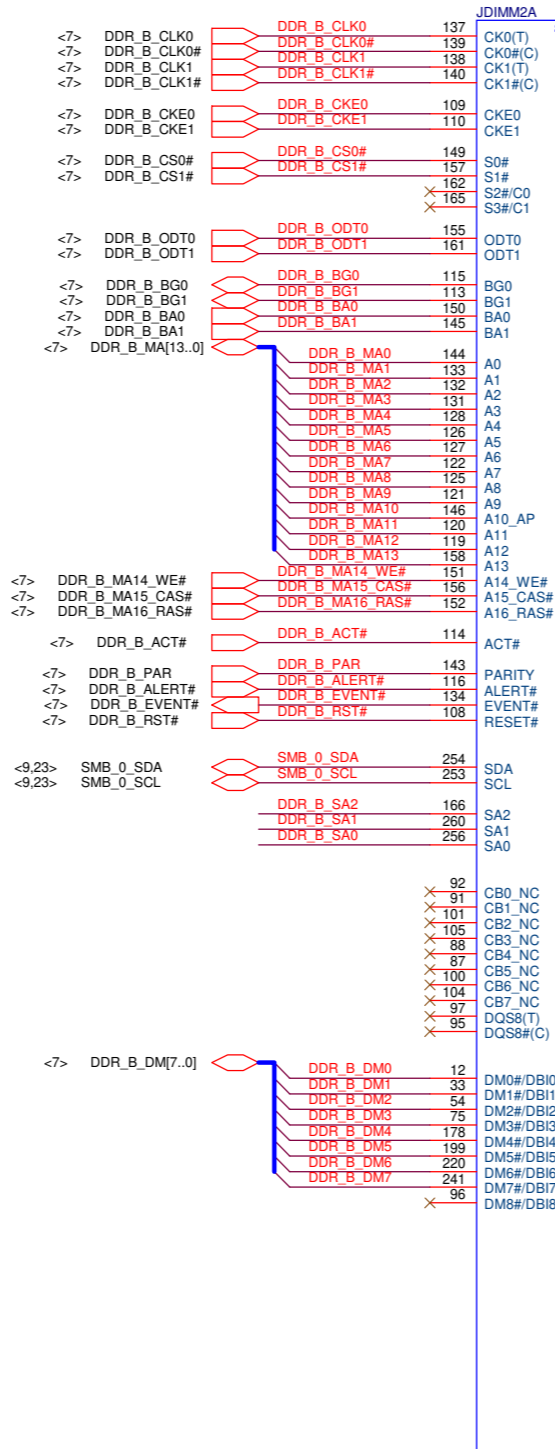 JDIMM2A
<7> DDR_B_CLK0 DDR_B_CLK0 137 CK0(T)
<7> DDR_B_CLK0# DDR_B_CLK0# 139 CK0#(C)
<7> DDR_B_CLK1 DDR_B_CLK1 138 CK1(T)
<7> DDR_B_CLK1# DDR_B_CLK1# 140 CK1#(C)
<7> DDR_B_CKE0 DDR_B_CKE0 109 CKE0
<7> DDR_B_CKE1 DDR_B_CKE1 110 CKE1
<7> DDR_B_CS0# DDR_B_CS0# 149 S0#
<7> DDR_B_CS1# DDR_B_CS1# 157 S1#
162 S2#/C0
165 S3#/C1
<7> DDR_B_ODT0 DDR_B_ODT0 155 ODT0
<7> DDR_B_ODT1 DDR_B_ODT1 161 ODT1
<7> DDR_B_BG0 DDR_B_BG0 115 BG0
<7> DDR_B_BG1 DDR_B_BG1 113 BG1
<7> DDR_B_BA0 DDR_B_BA0 150 BA0
<7> DDR_B_BA1 DDR_B_BA1 145 BA1
<7> DDR_B_MA[13..0]
DDR_B_MA0 144 A0
DDR_B_MA1 133 A1
DDR_B_MA2 132 A2
DDR_B_MA3 131 A3
DDR_B_MA4 128 A4
DDR_B_MA5 126 A5
DDR_B_MA6 127 A6
DDR_B_MA7 122 A7
DDR_B_MA8 125 A8
DDR_B_MA9 121 A9
DDR_B_MA10 146 A10_AP
DDR_B_MA11 120 A11
DDR_B_MA12 119 A12
DDR_B_MA13 158 A13
<7> DDR_B_MA14_WE# DDR_B_MA14_WE# 151 A14_WE#
<7> DDR_B_MA15_CAS# DDR_B_MA15_CAS# 156 A15_CAS#
<7> DDR_B_MA16_RAS# DDR_B_MA16_RAS# 152 A16_RAS#
<7> DDR_B_ACT# DDR_B_ACT# 114 ACT#
<7> DDR_B_PAR DDR_B_PAR 143 PARITY
<7> DDR_B_ALERT# DDR_B_ALERT# 116 ALERT#
<7> DDR_B_EVENT# DDR_B_EVENT# 134 EVENT#
<7> DDR_B_RST# DDR_B_RST# 108 RESET#
<9,23> SMB_0_SDA SMB_0_SDA 254 SDA
<9,23> SMB_0_SCL SMB_0_SCL 253 SCL
DDR_B_SA2 166 SA2
DDR_B_SA1 260 SA1
DDR_B_SA0 256 SA0
92 CB0_NC
91 CB1_NC
101 CB2_NC
105 CB3_NC
88 CB4_NC
87 CB5_NC
100 CB6_NC
104 CB7_NC
97 DQS8(T)
95 DQS8#(C)
<7> DDR_B_DM[7..0]
DDR_B_DM0 12 DM0#/DBI0
DDR_B_DM1 33 DM1#/DBI1
DDR_B_DM2 54 DM2#/DBI2
DDR_B_DM3 75 DM3#/DBI3
DDR_B_DM4 178 DM4#/DBI4
DDR_B_DM5 199 DM5#/DBI5
DDR_B_DM6 220 DM6#/DBI6
DDR_B_DM7 241 DM7#/DBI7
96 DM8#/DBI8